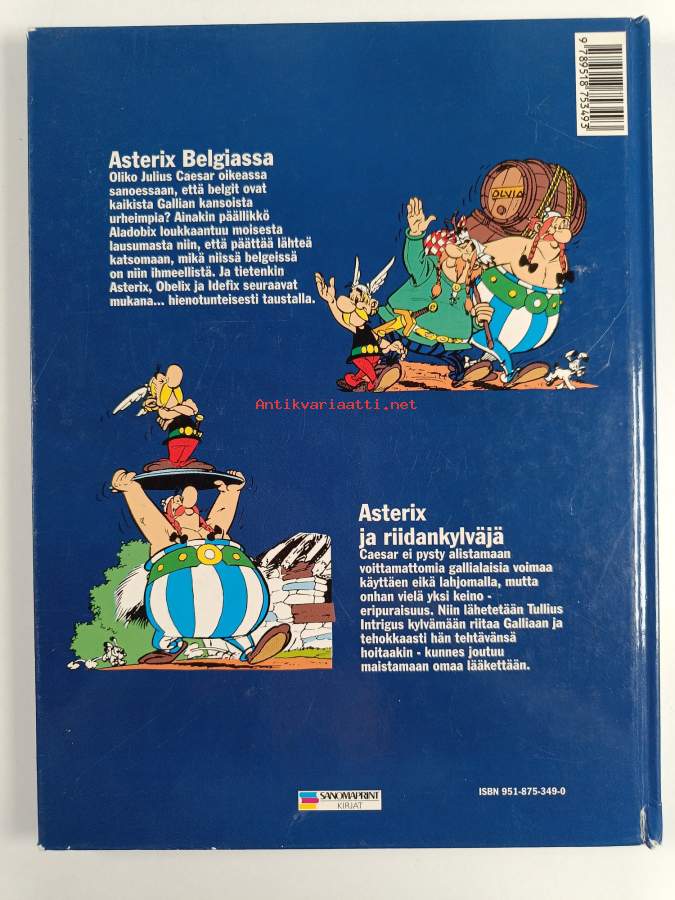 9 789518 753493
Asterix Belgiassa
Oliko Julius Caesar oikeassa
sanoessaan, että belgit ovat
kaikista Gallian kansoista
urheimpia? Ainakin päällikkö
Aladobix loukkaantuu moisesta
lausumasta niin, että päättää lähteä
katsomaan, mikä niissä belgeissä
on niin ihmeellistä. Ja tietenkin
Asterix, Obelix ja Idefix seuraavat
mukana... hienotunteisesti taustalla.
OLVIA
Antikvariaatti.net
Asterix
ja riidankylväjä
Caesar ei pysty alistamaan
voittamattomia gallialaisia voimaa
käyttäen eikä lahjomalla, mutta
onhan vielä yksi keino -
eripuraisuus. Niin lähetetään Tullius
Intrigus kylvämään riitaa Galliaan ja
tehokkaasti hän tehtävänsä
hoitaakin - kunnes joutuu
maistamaan omaa lääkettään.
ISBN 951-875-349-0
SANOMAPRINT
KIRJAT